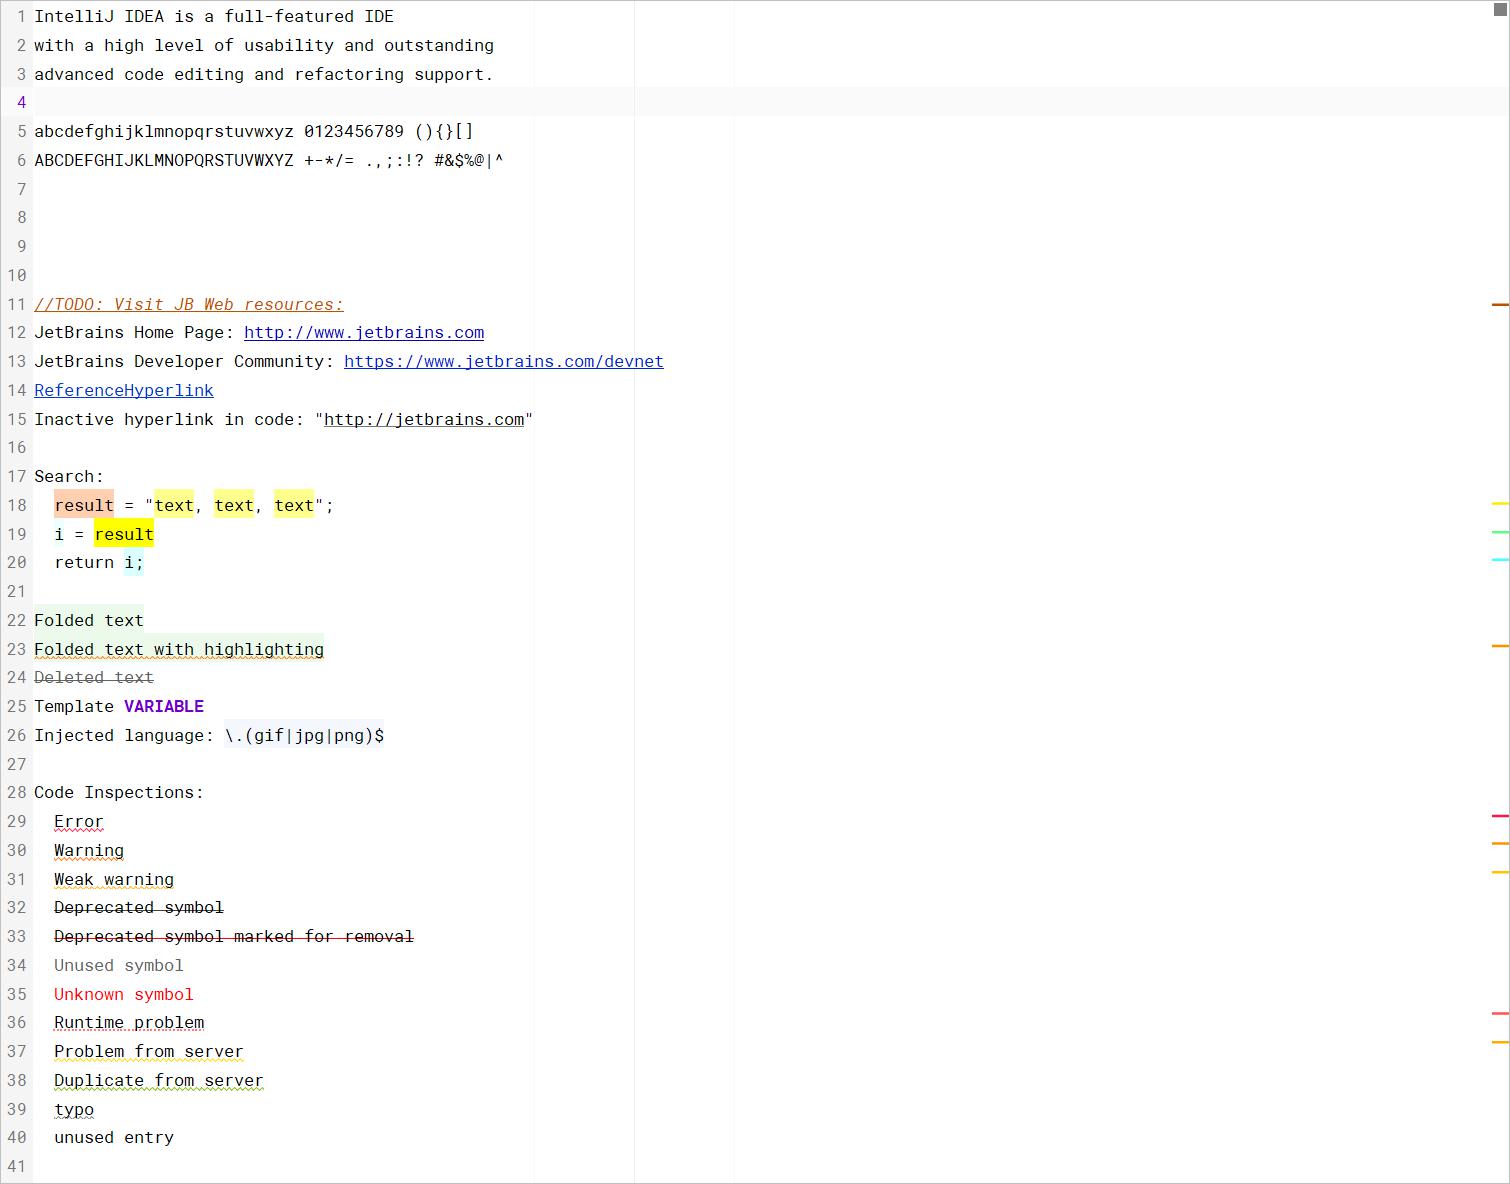 1 IntelliJ IDEA is a full-featured IDE
2 with a high level of usability and outstanding
3 advanced code editing and refactoring support.
4
5 abcdefghijklmnopqrstuvwxyz 0123456789 (){}[]
6 ABCDEFGHIJKLMNOPQRSTUVWXYZ +-*/= .,;:!? #&$%@|^
7
8
9
10
11 //TODO: Visit JB Web resources:
12 JetBrains Home Page: http://www.jetbrains.com
13 JetBrains Developer Community: https://www.jetbrains.com/devnet
14 ReferenceHyperlink
15 Inactive hyperlink in code: "http://jetbrains.com"
16
17 Search:
18 result = "text, text, text";
19 i = result
20 return i;
21
22 Folded text
23 Folded text with highlighting
24 Deleted text
25 Template VARIABLE
26 Injected language: \.(gif|jpg|png)$
27
28 Code Inspections:
29 Error
30 Warning
31 Weak warning
32 Deprecated symbol
33 Deprecated symbol marked for removal
34 Unused symbol
35 Unknown symbol
36 Runtime problem
37 Problem from server
38 Duplicate from server
39 typo
40 unused entry
41